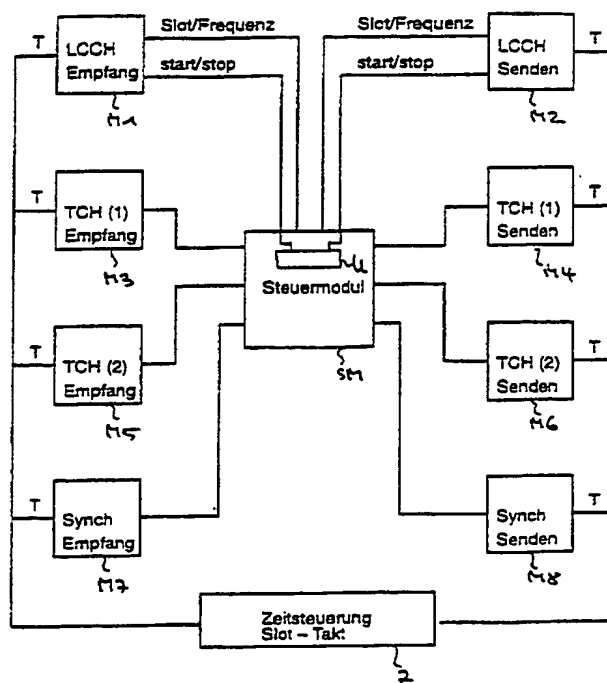 Slot/Frequenz
Slot/Frequenz
T
LCCH
Empfang
start/stop
start/stop
LCCH
Senden
T
M1
M2
T
TCH (1)
Empfang
TCH (1)
Senden
T
M3
Steuermodul
M4
T
TCH (2)
Empfang
SM
TCH (2)
Senden
T
M5
M6
T
Synch
Empfang
Synch
Senden
T
M7
M8
Zeitsteuerung
Slot - Takt